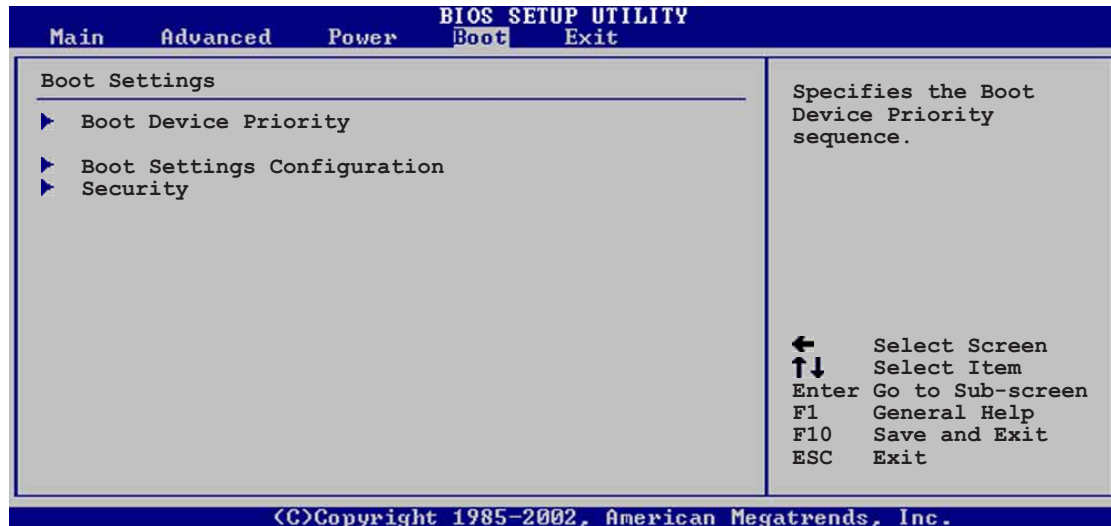 BIOS SETUP UTILITY
Main Advanced Power Boot Exit
Boot Settings
Boot Device Priority
Boot Settings Configuration
Security
Specifies the Boot
Device Priority
sequence.
← Select Screen
↑↓ Select Item
Enter Go to Sub-screen
F1 General Help
F10 Save and Exit
ESC Exit
(C)Copyright 1985-2002, American Megatrends, Inc.